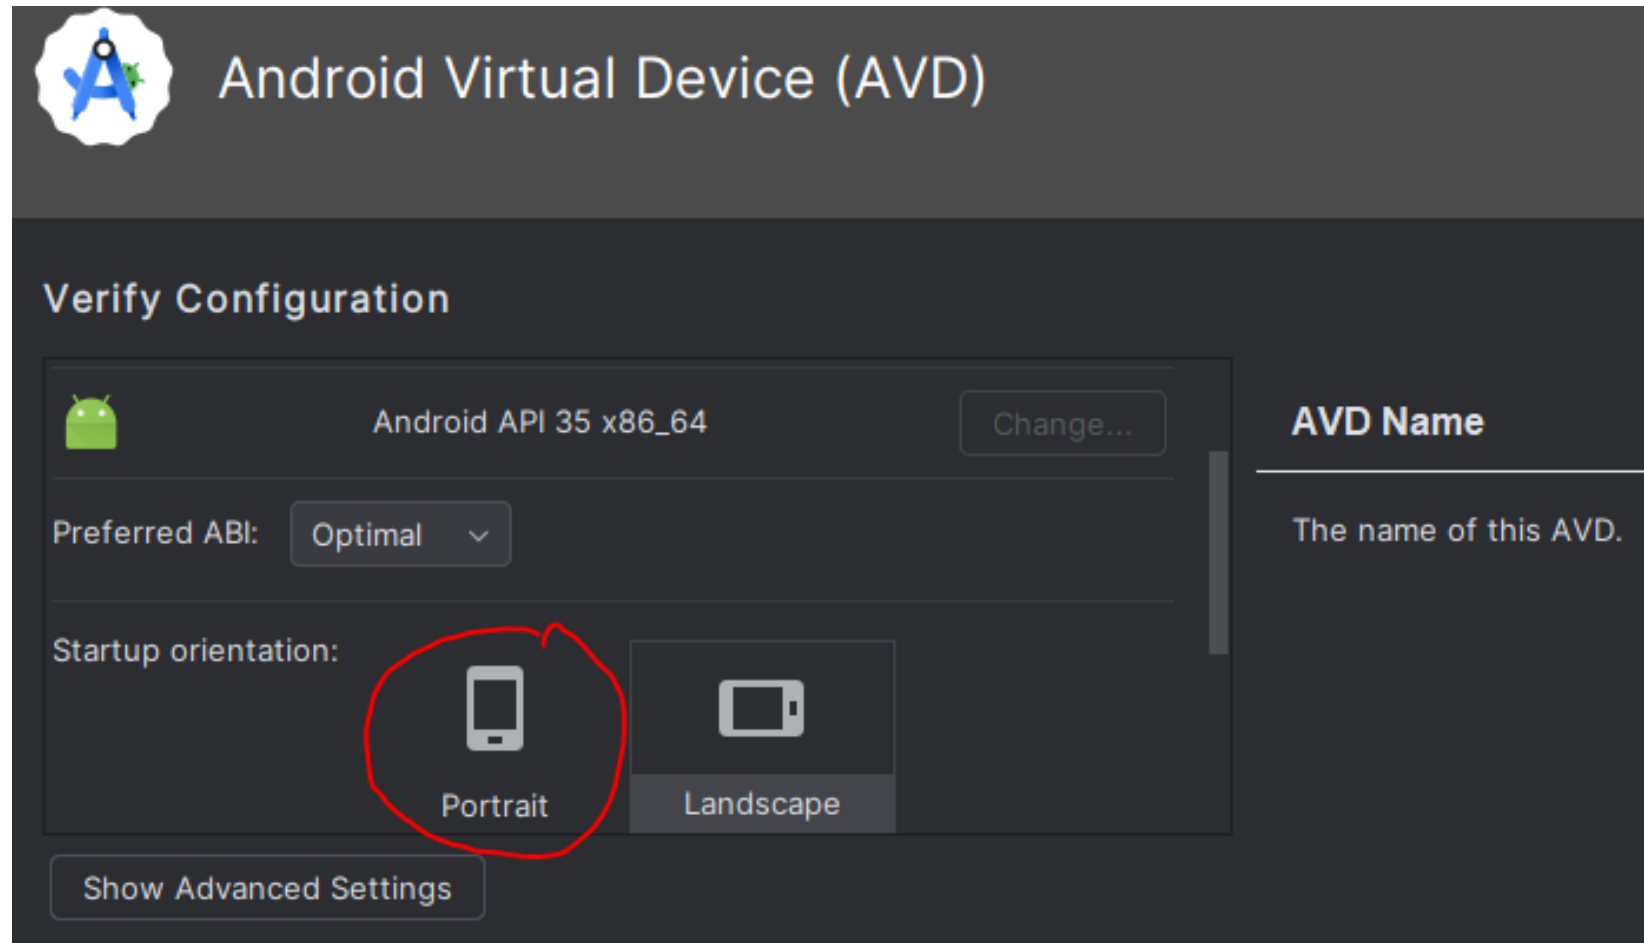 Android Virtual Device (AVD)
Verify Configuration
Android API 35 x86_64
Change...
Preferred ABI:
Optimal
Startup orientation:
Portrait
Landscape
Show Advanced Settings
AVD Name
The name of this AVD.